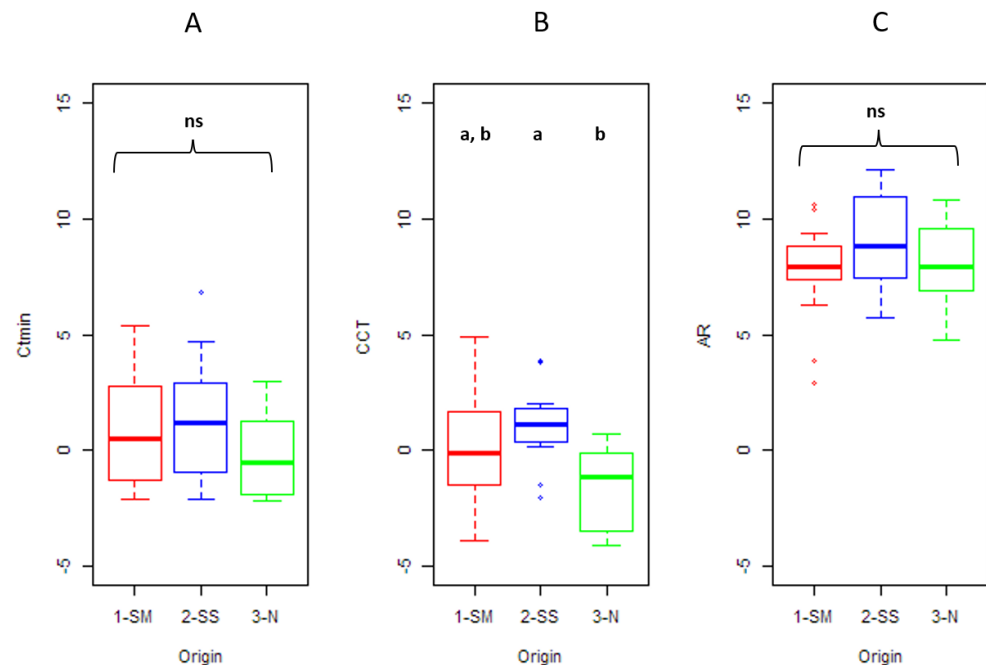 A
Ctmin
15
10
5
0
-5
ns
1-SM 2-SS 3-N
Origin
B
CCT
15
10
5
0
-5
a, b a b
1-SM 2-SS 3-N
Origin
C
AR
15
10
5
0
-5
ns
1-SM 2-SS 3-N
Origin